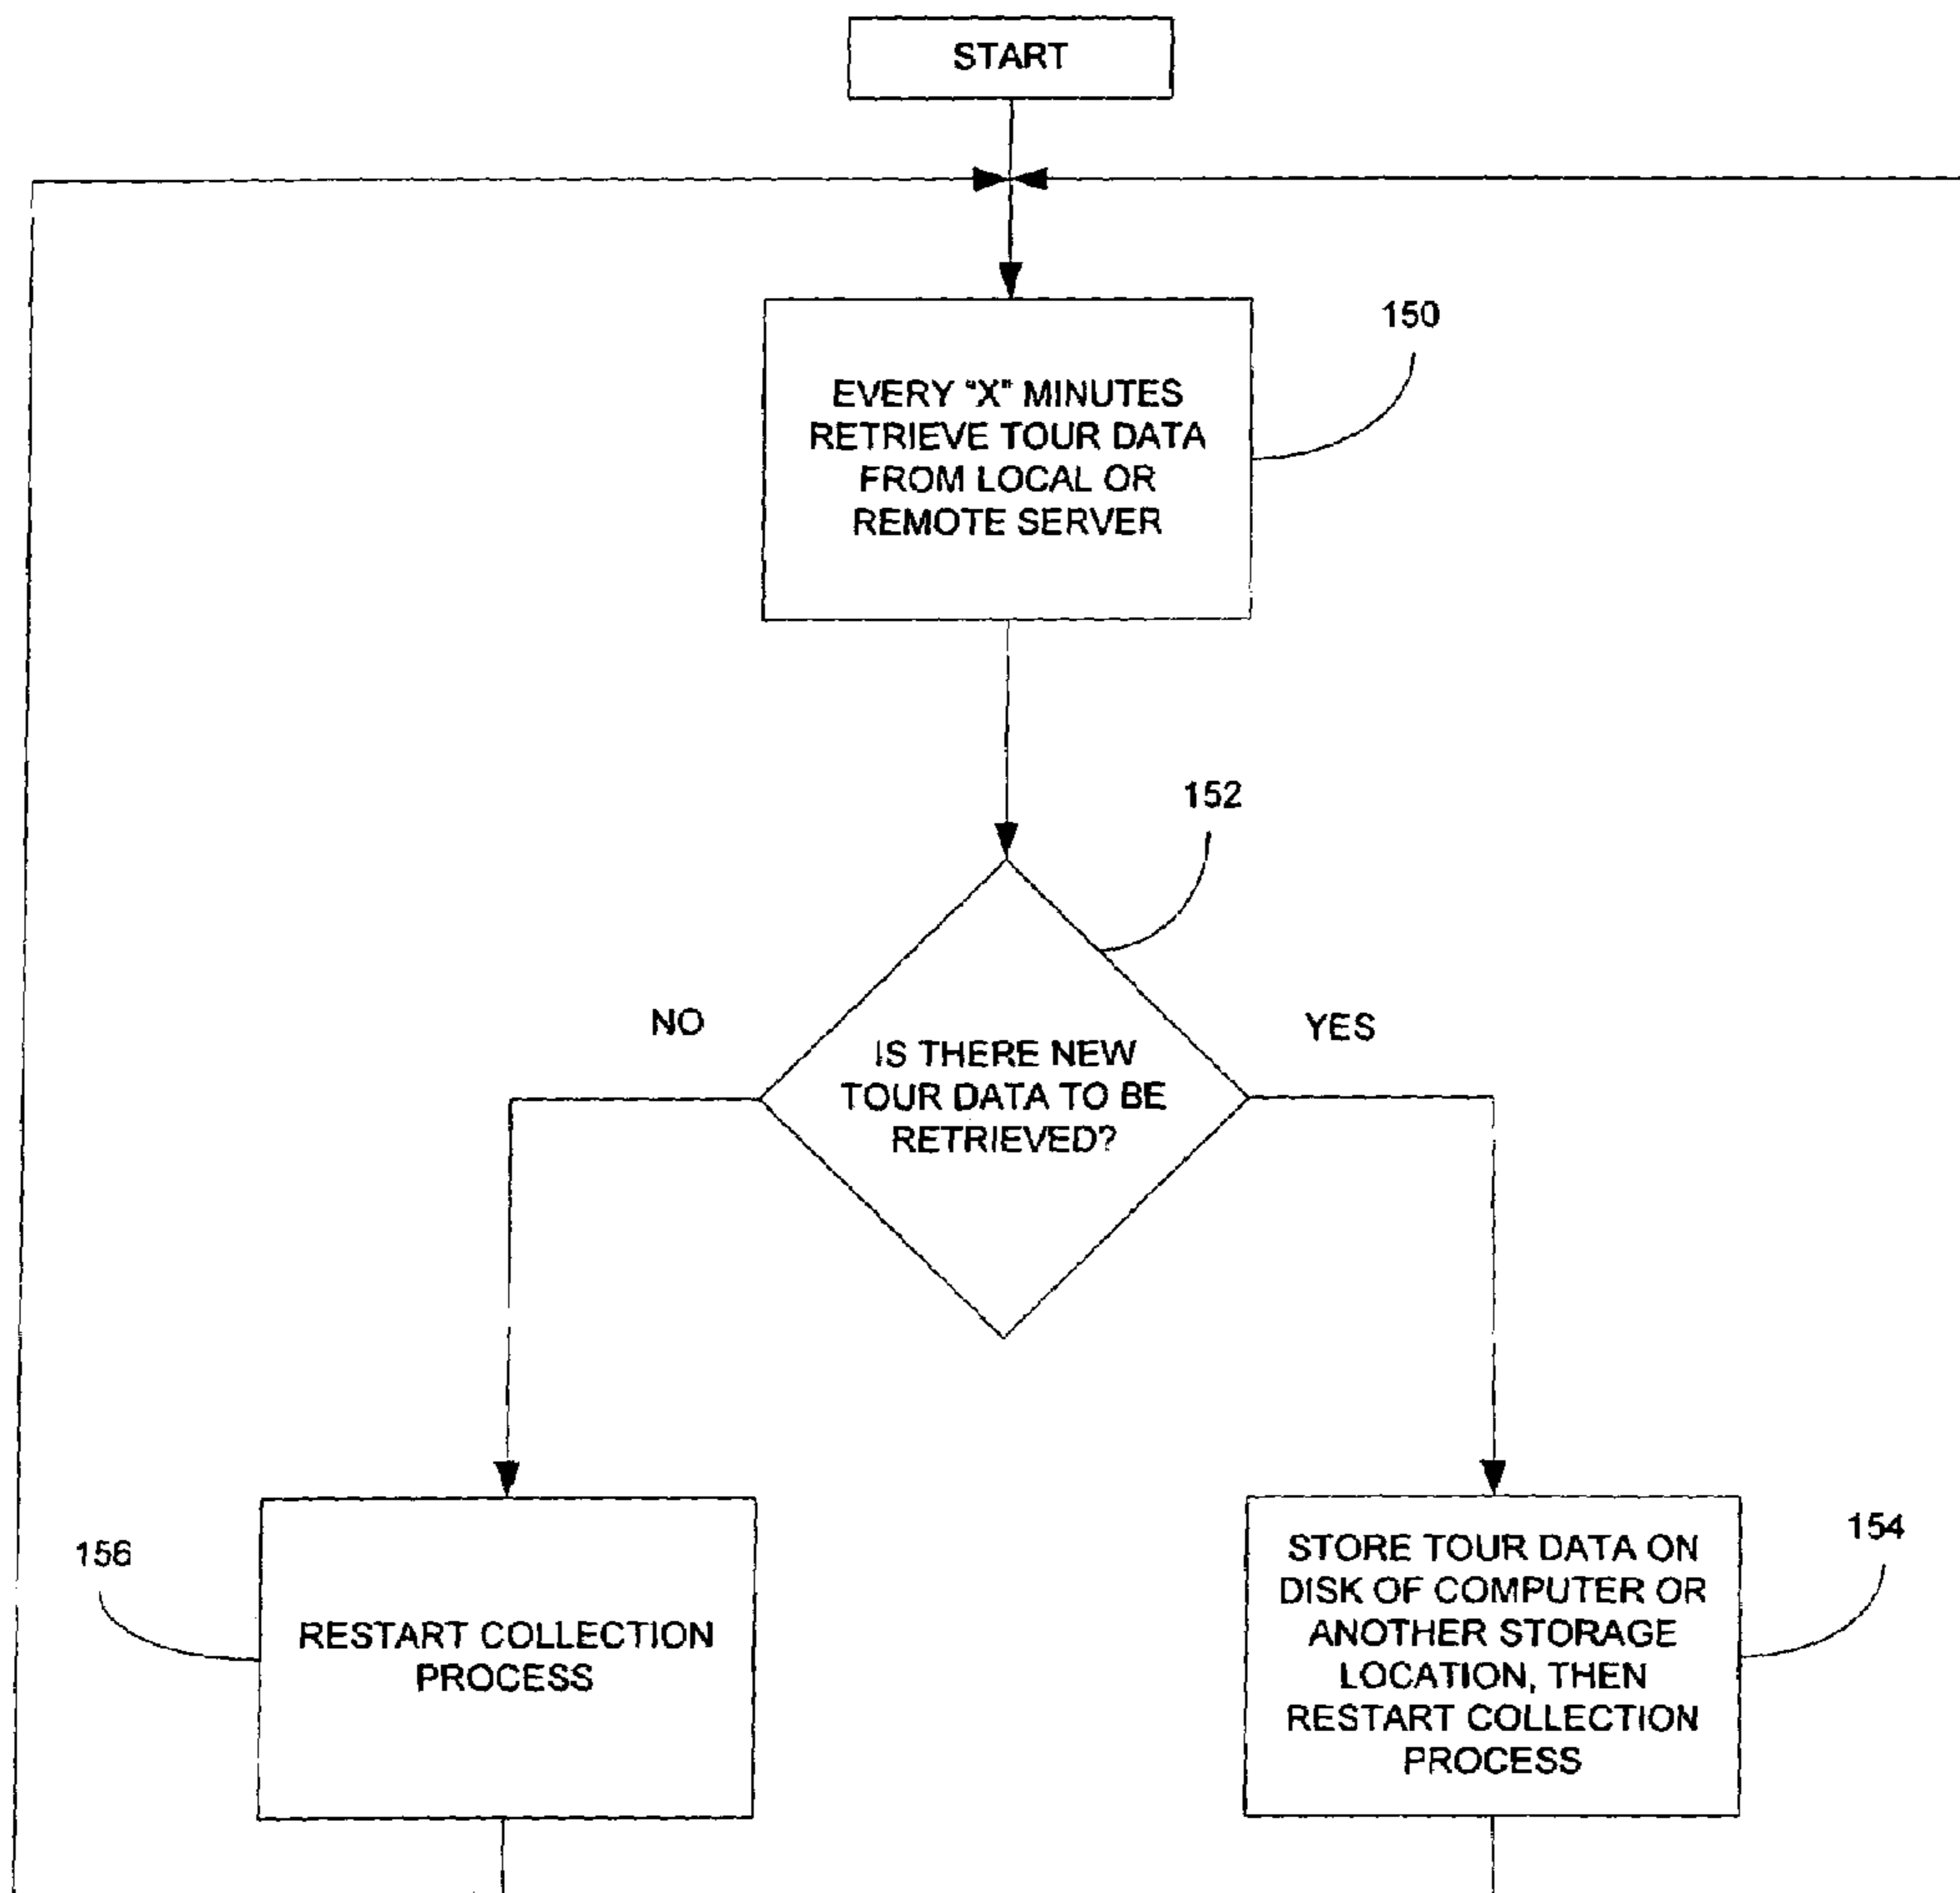 START
150
EVERY "X" MINUTES
RETRIEVE TOUR DATA
FROM LOCAL OR
REMOTE SERVER
152
NO
YES
IS THERE NEW
TOUR DATA TO BE
RETRIEVED?
156
RESTART COLLECTION
PROCESS
154
STORE TOUR DATA ON
DISK OF COMPUTER OR
ANOTHER STORAGE
LOCATION, THEN
RESTART COLLECTION
PROCESS